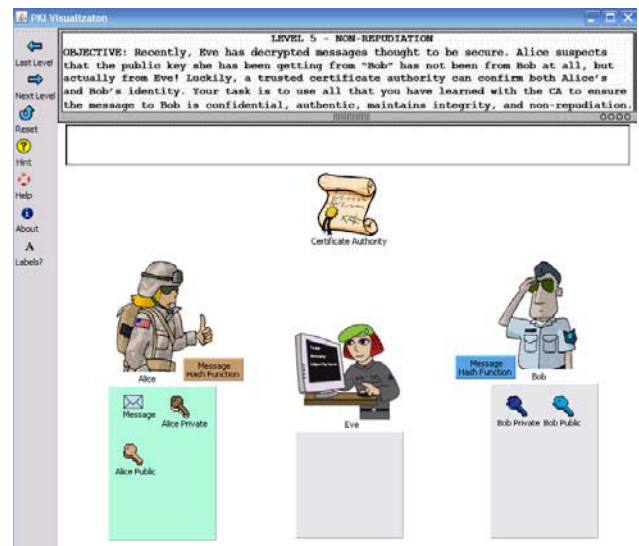 PKI Visualizaton
Last Level
Next Level
Reset
Hint
Help
About
A
Labels?
LEVEL 5 - NON-REPUDIATION
OBJECTIVE: Recently, Eve has decrypted messages thought to be secure. Alice suspects
that the public key she has been getting from "Bob" has not been from Bob at all, but
actually from Eve! Luckily, a trusted certificate authority can confirm both Alice's
and Bob's identity. Your task is to use all that you have learned with the CA to ensure
the message to Bob is confidential, authentic, maintains integrity, and non-repudiation.
Certificate Authority
Alice
Message
Hash Function
Eve
Message
Hash Function
Bob
Message
Alice Private
Alice Public
Bob Private
Bob Public